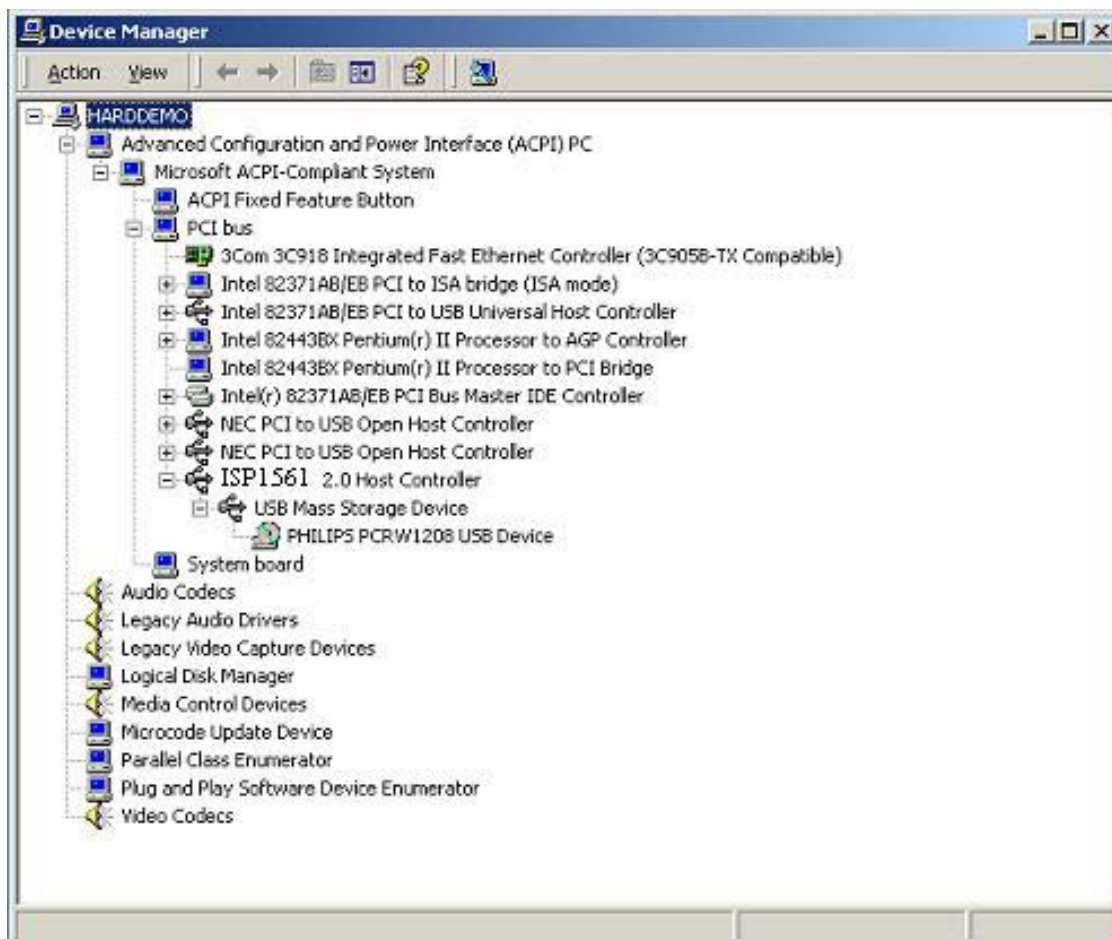 Device Manager
Action View
HARDDEMO
Advanced Configuration and Power Interface (ACPI) PC
Microsoft ACPI-Compliant System
ACPI Fixed Feature Button
PCI bus
3Com 3C918 Integrated Fast Ethernet Controller (3C905B-TX Compatible)
Intel 82371AB/EB PCI to ISA bridge (ISA mode)
Intel 82371AB/EB PCI to USB Universal Host Controller
Intel 82443BX Pentium(r) II Processor to AGP Controller
Intel 82443BX Pentium(r) II Processor to PCI Bridge
Intel(r) 82371AB/EB PCI Bus Master IDE Controller
NEC PCI to USB Open Host Controller
NEC PCI to USB Open Host Controller
ISP1561 2.0 Host Controller
USB Mass Storage Device
PHILIPS PCRW1208 USB Device
System board
Audio Codecs
Legacy Audio Drivers
Legacy Video Capture Devices
Logical Disk Manager
Media Control Devices
Microcode Update Device
Parallel Class Enumerator
Plug and Play Software Device Enumerator
Video Codecs